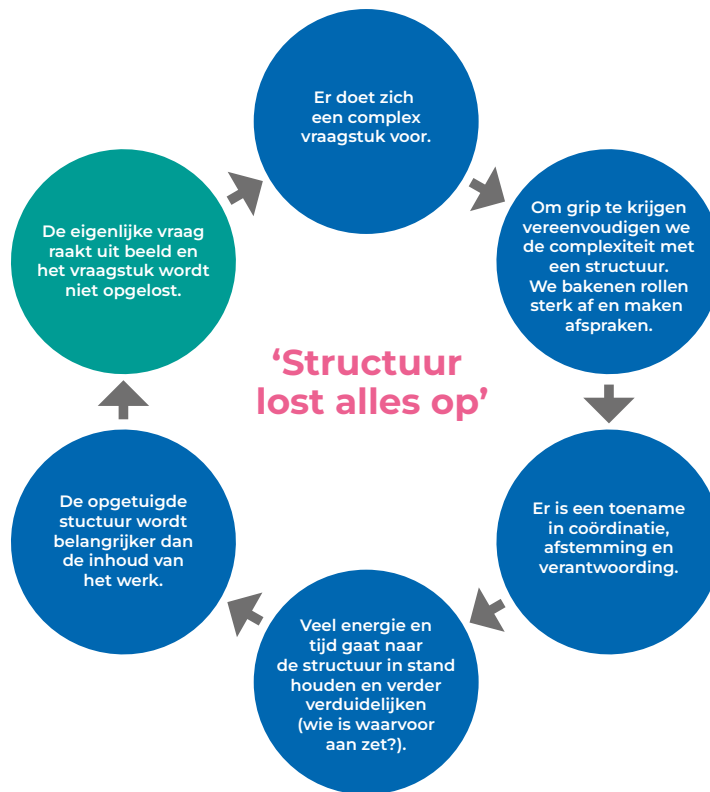 Er doet zich
een complex
vraagstuk voor.
Om grip te krijgen
vereenvoudigen we
de complexiteit met
een structuur.
We bakenen rollen
sterk af en maken
afspraken.
Er is een toename
in coördinatie,
afstemming en
verantwoording.
Veel energie en
tijd gaat naar
de structuur in stand
houden en verder
verduidelijken
(wie is waarvoor
aan zet?).
De opgetuigde
stuctuur wordt
belangrijker dan
de inhoud van
het werk.
De eigenlijke vraag
raakt uit beeld en
het vraagstuk wordt
niet opgelost.
‘Structuur
lost alles op’